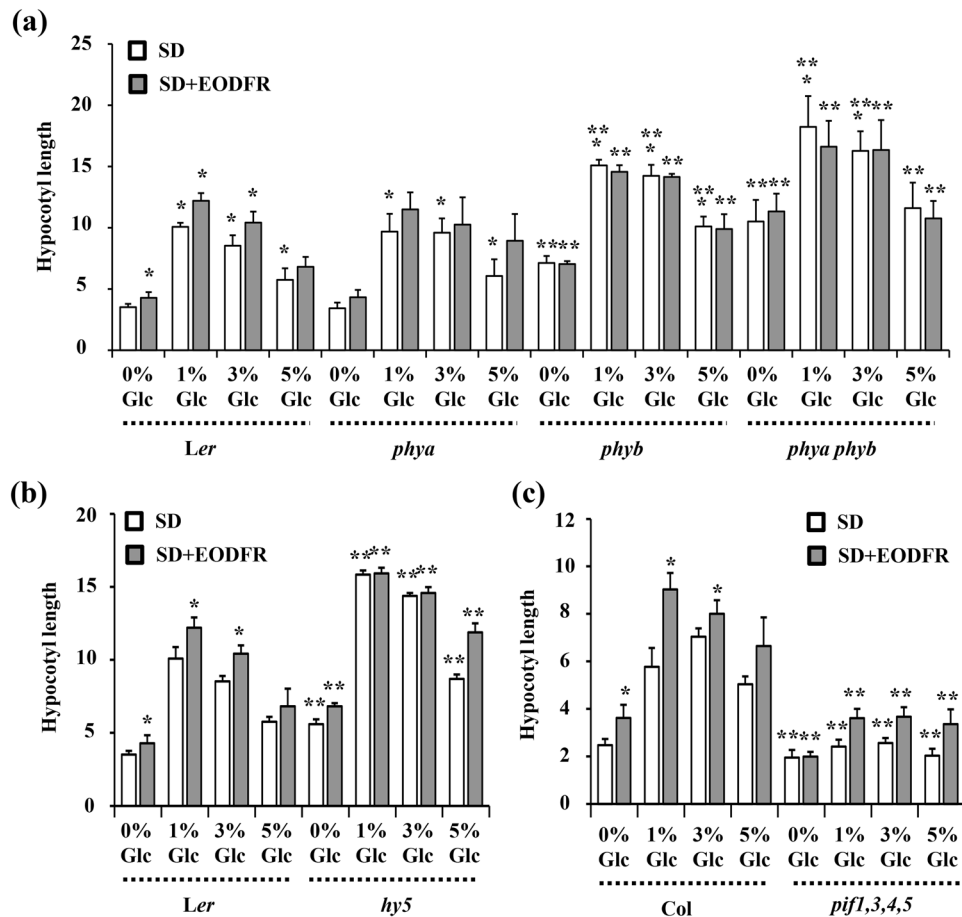 (a)
SD
SD+EODFR
Hypocotyl length
25
20
15
10
5
0
* * * * * * * * * * ** ** ** * ** ** * ** ** * ** ** ** ** * ** ** * ** ** **
0% 1% 3% 5% 0% 1% 3% 5% 0% 1% 3% 5% 0% 1% 3% 5%
Glc Glc Glc Glc Glc Glc Glc Glc Glc Glc Glc Glc Glc Glc Glc Glc
Ler phya phyb phya phyb
(b)
SD
SD+EODFR
Hypocotyl length
20
15
10
5
0
* * * ** ** ** ** ** ** ** **
0% 1% 3% 5% 0% 1% 3% 5%
Glc Glc Glc Glc Glc Glc Glc Glc
Ler hy5
(c)
SD
SD+EODFR
Hypocotyl length
12
10
8
6
4
2
0
* * * ** ** ** ** ** ** ** **
0% 1% 3% 5% 0% 1% 3% 5%
Glc Glc Glc Glc Glc Glc Glc Glc
Col pif1,3,4,5